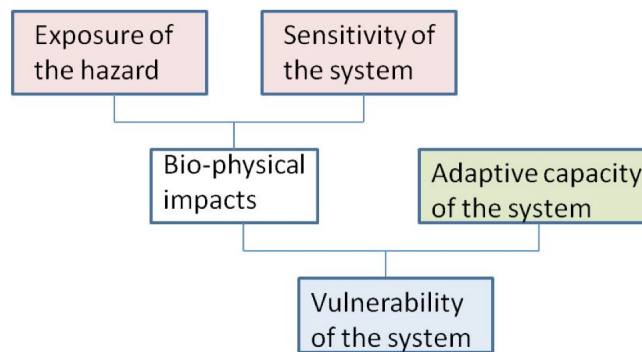 Exposure of
the hazard
Sensitivity of
the system
Bio-physical
impacts
Adaptive capacity
of the system
Vulnerability
of the system